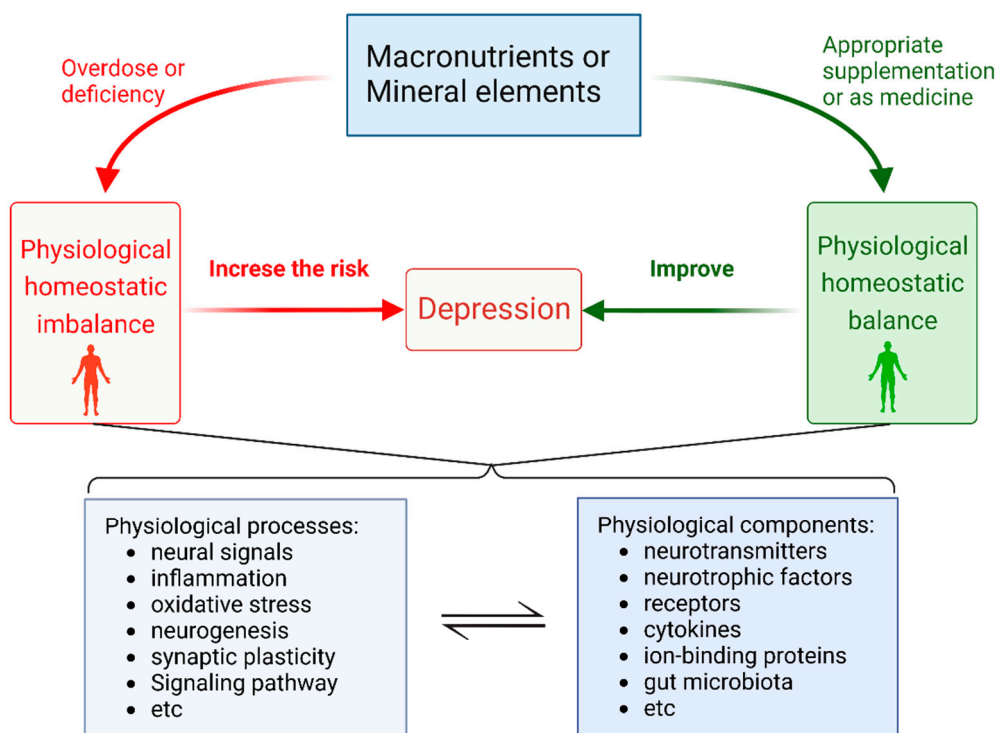 Macronutrients or
Mineral elements
Overdose or
deficiency
Appropriate
supplementation
or as medicine
Physiological
homeostatic
imbalance
Increse the risk
Depression
Improve
Physiological
homeostatic
balance
Physiological processes:
• neural signals
• inflammation
• oxidative stress
• neurogenesis
• synaptic plasticity
• Signaling pathway
• etc
Physiological components:
• neurotransmitters
• neurotrophic factors
• receptors
• cytokines
• ion-binding proteins
• gut microbiota
• etc